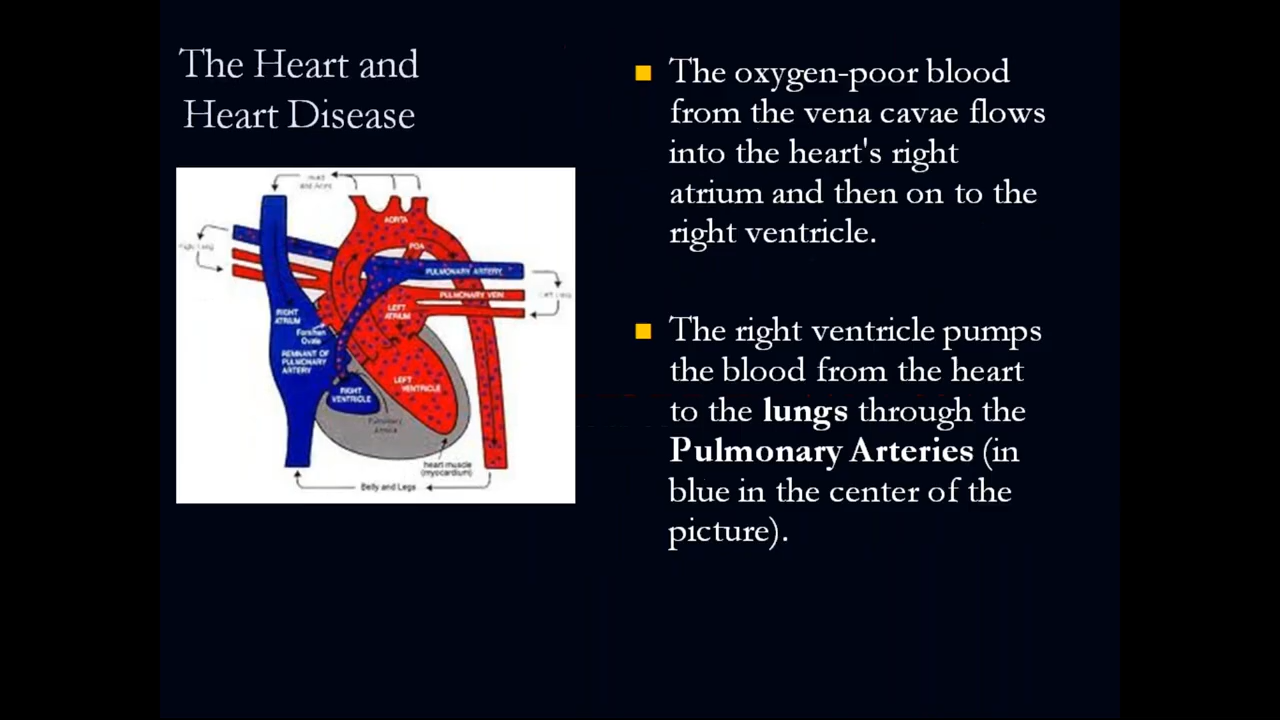 The Heart and
Heart Disease
The oxygen-poor blood
from the vena cavae flows
into the heart's right
atrium and then on to the
right ventricle.
The right ventricle pumps
the blood from the heart
to the lungs through the
Pulmonary Arteries (in
blue in the center of the
picture).
AORTA
PDA
PULMONARY ARTERY
PULMONARY VEIN
RIGHT
ATRIUM
LEFT
ATRIUM
Foramen
Ovale
REMNANT OF
PULMONARY
ARTERY
LEFT
VENTRICLE
RIGHT
VENTRICLE
heart muscle
(myocardium)
Belly and Legs